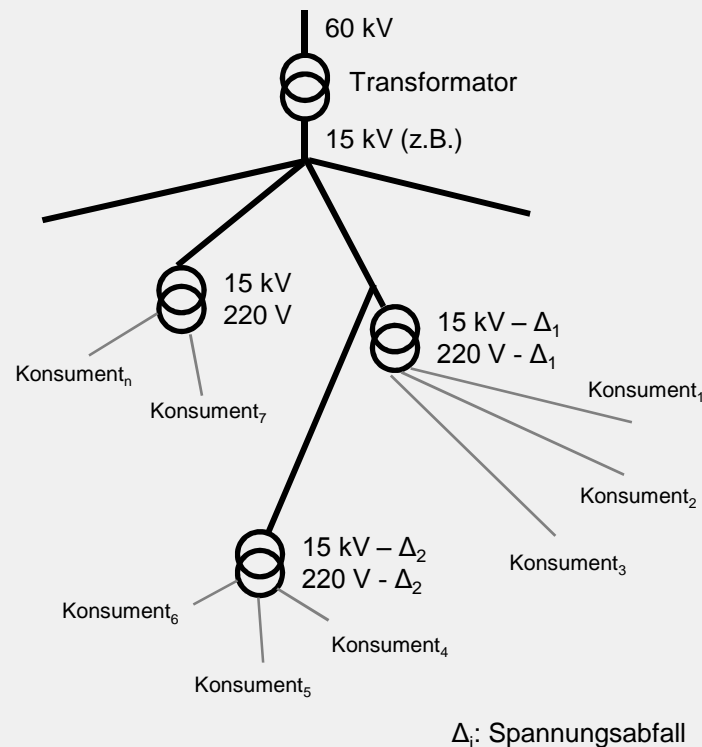 60 kV
Transformator
15 kV (z.B.)
15 kV
220 V
15 kV – Δ₁
220 V - Δ₁
Konsumentₙ
Konsument₇
Konsument₁
Konsument₂
Konsument₃
15 kV – Δ₂
220 V - Δ₂
Konsument₆
Konsument₄
Konsument₅
Δᵢ: Spannungsabfall